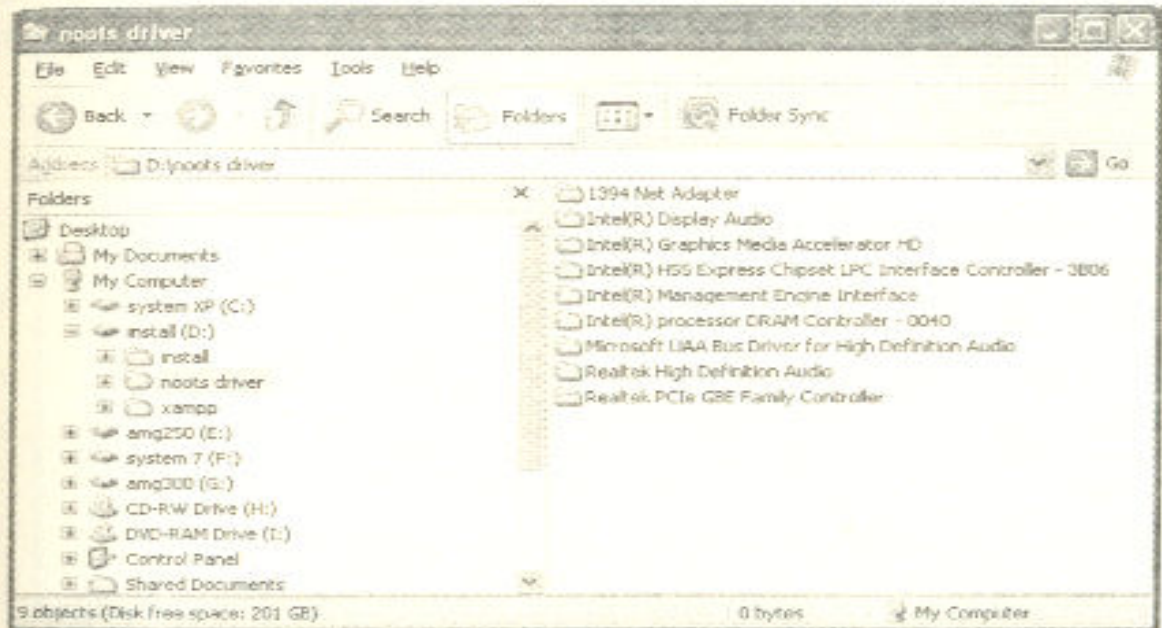 noots driver
File Edit View Favorites Tools Help
Back Search Folders Folder Sync
Address D:\noots driver Go
Folders
Desktop
My Documents
My Computer
system XP (C:)
install (D:)
install
noots driver
xampp
amg250 (E:)
system 7 (F:)
amg300 (G:)
CD-RW Drive (H:)
DVD-RAM Drive (I:)
Control Panel
Shared Documents
1394 Net Adapter
Intel(R) Display Audio
Intel(R) Graphics Media Accelerator HD
Intel(R) H55 Express Chipset LPC Interface Controller - 3B06
Intel(R) Management Engine Interface
Intel(R) processor DRAM Controller - 0040
Microsoft UAA Bus Driver for High Definition Audio
Realtek High Definition Audio
Realtek PCIe GBE Family Controller
9 objects (Disk free space: 201 GB) 0 bytes My Computer